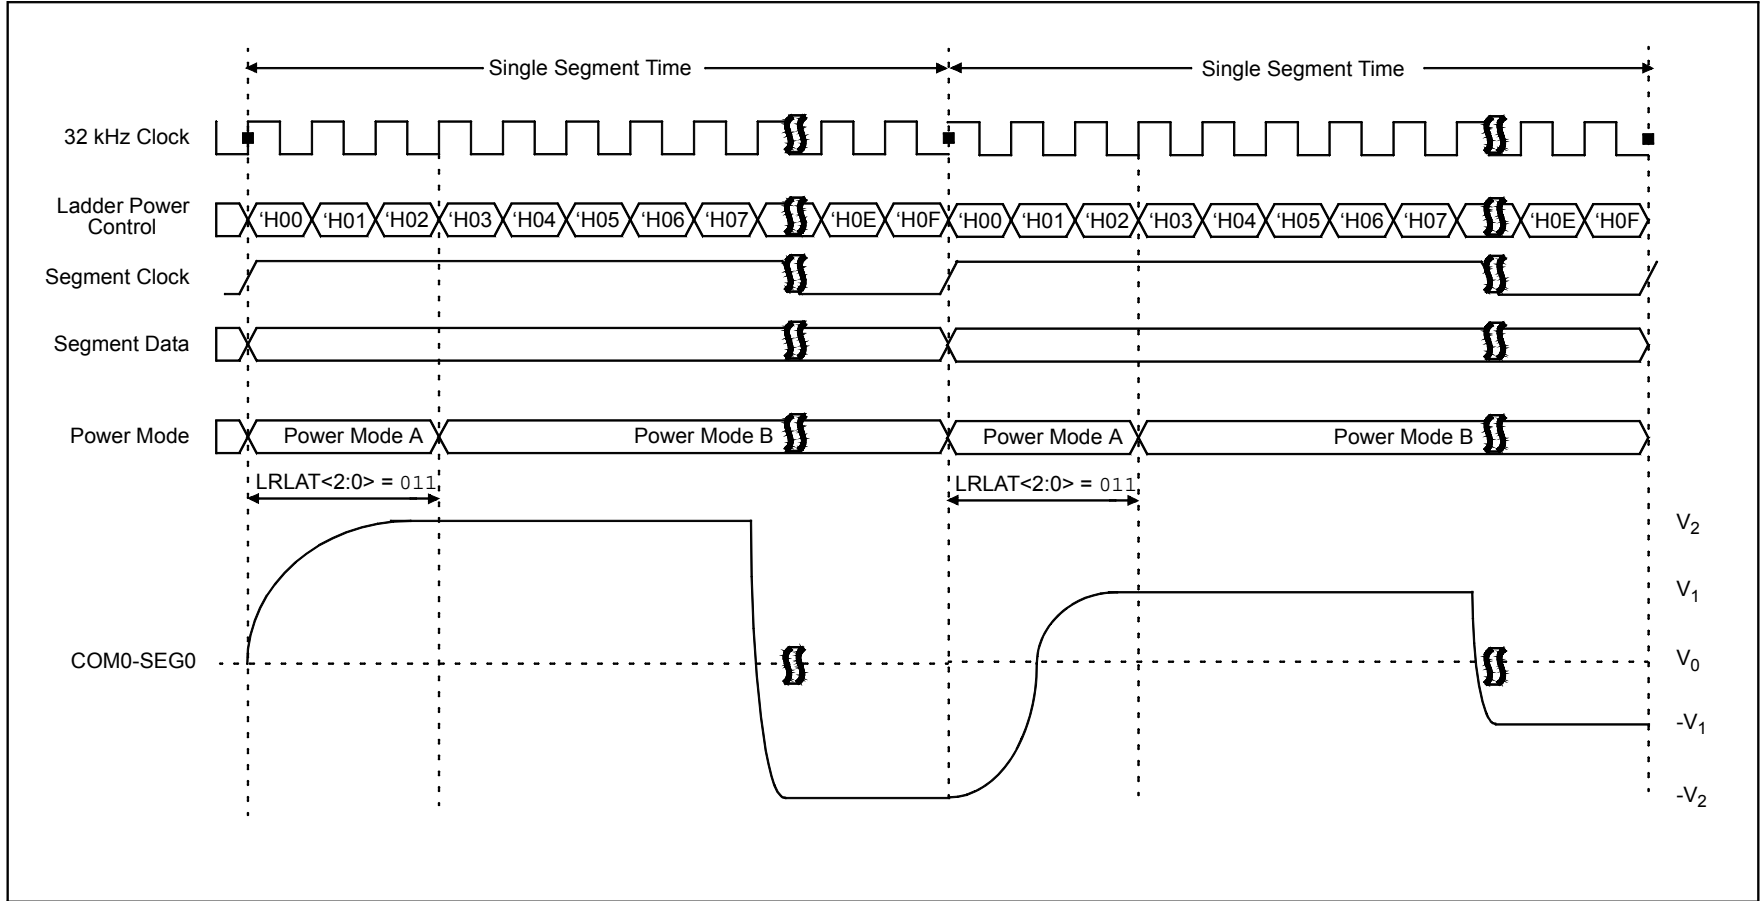 Single Segment Time Single Segment Time
32 kHz Clock
Ladder Power
Control
‘H00 ‘H01 ‘H02 ‘H03 ‘H04 ‘H05 ‘H06 ‘H07 ‘H0E ‘H0F ‘H00 ‘H01 ‘H02 ‘H03 ‘H04 ‘H05 ‘H06 ‘H07 ‘H0E ‘H0F
Segment Clock
Segment Data
Power Mode Power Mode A Power Mode B Power Mode A Power Mode B
LRLAT<2:0> = 011 LRLAT<2:0> = 011
V2
V1
COM0-SEG0 V0
-V1
-V2